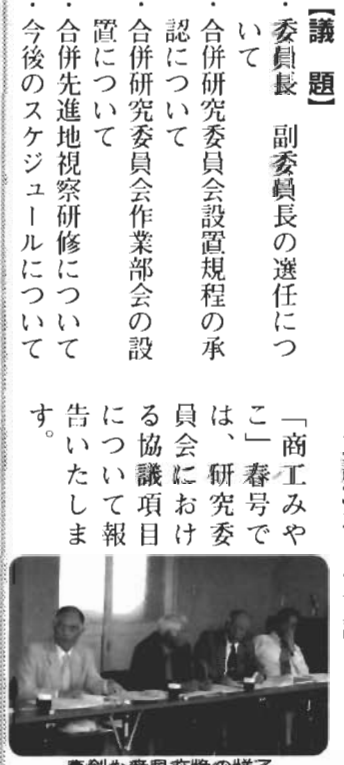 【議題】
・委員長 副委員長の選任につ
いて
・合併研究委員会設置規程の承
認について
・合併研究委員会作業部会の設
置について
・合併先進地視察研修について
・今後のスケジュールについて
「商工みや
こ」春号で
は、研究委
員会におけ
る協議項目
について報
告いたしま
す。